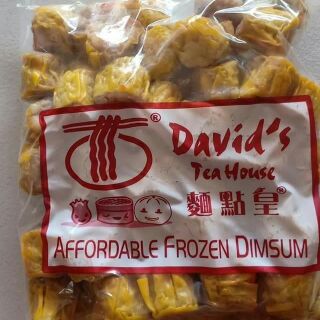 ®
David's
Tea House
麵點皇®
AFFORDABLE FROZEN DIMSUM